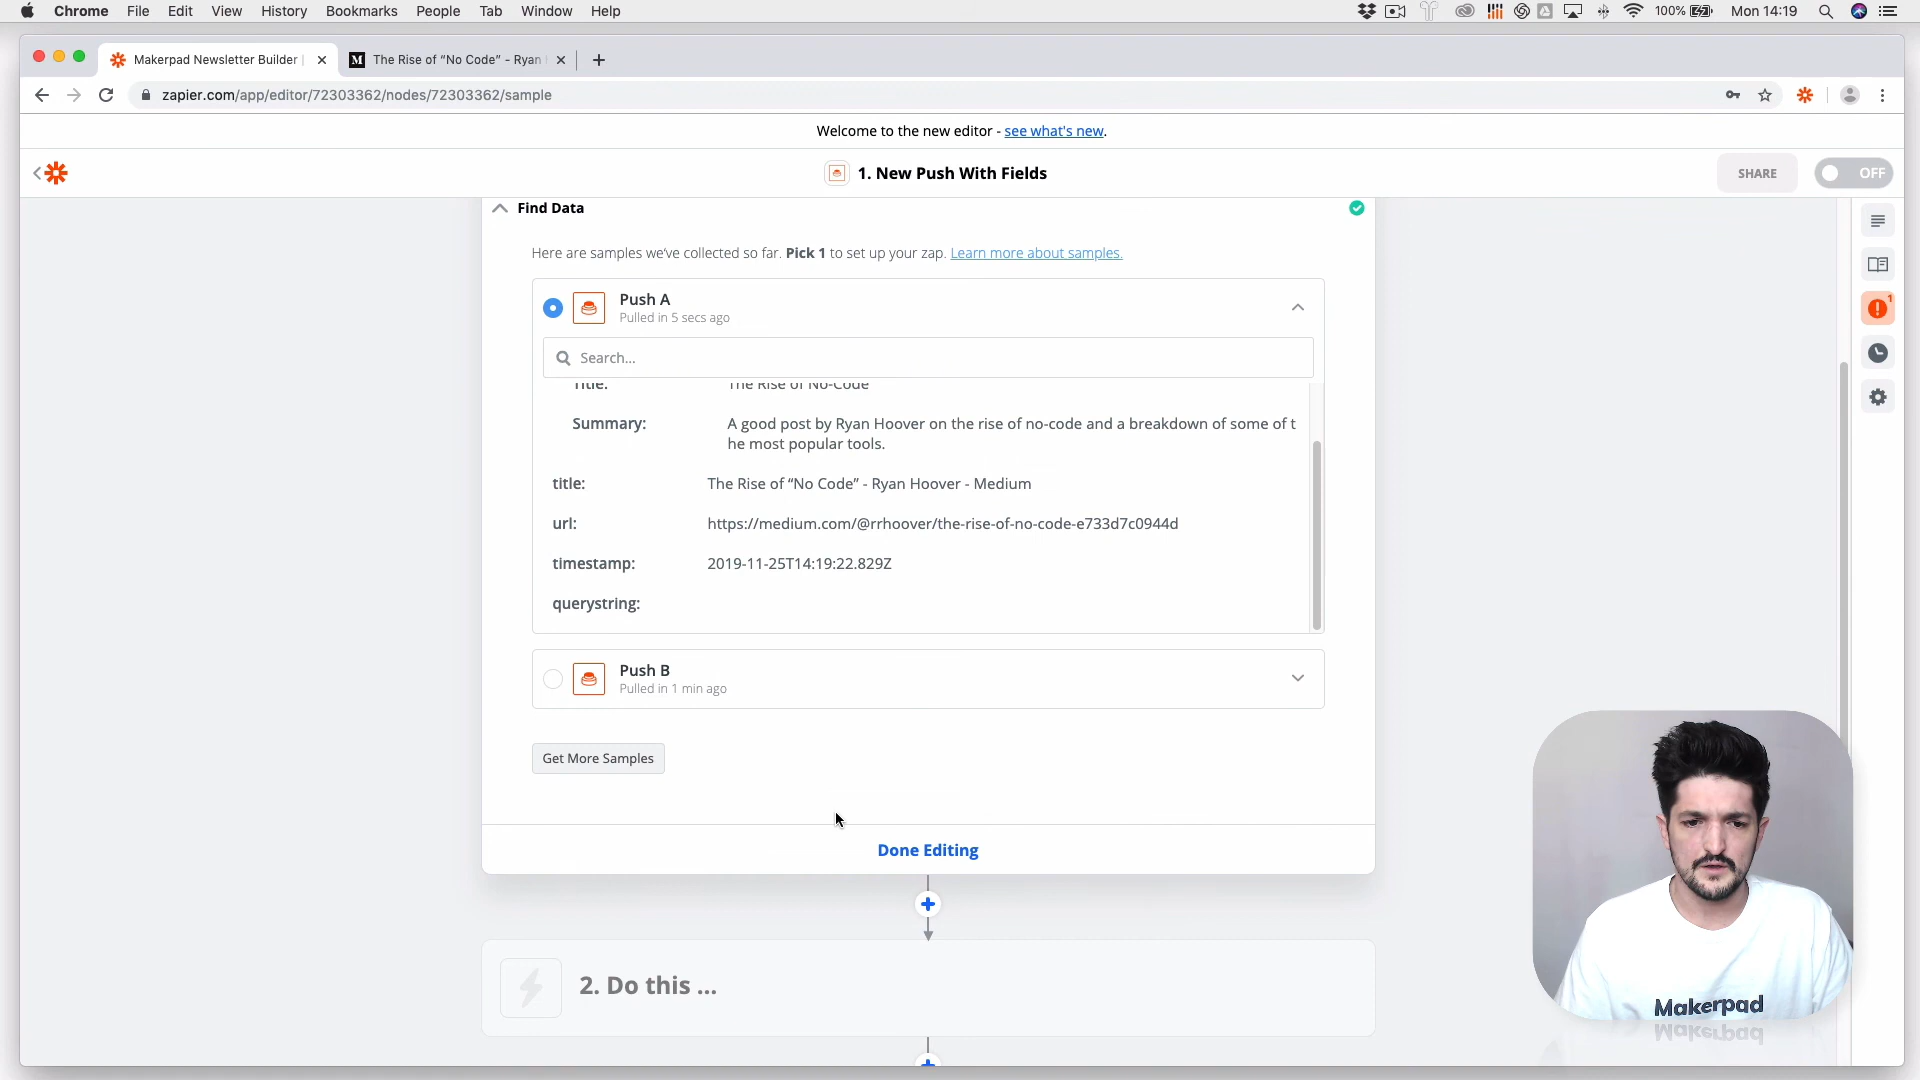 Chrome File Edit View History Bookmarks People Tab Window Help 100% Mon 14:19
Makerpad Newsletter Builder | The Rise of “No Code” - Ryan
zapier.com/app/editor/72303362/nodes/72303362/sample
Welcome to the new editor - see what's new.
1. New Push With Fields SHARE OFF
Find Data
Here are samples we've collected so far. Pick 1 to set up your zap. Learn more about samples.
1
Push A
Pulled in 5 secs ago
Search...
Title: The Rise of No-Code
Summary: A good post by Ryan Hoover on the rise of no-code and a breakdown of some of t
he most popular tools.
title: The Rise of “No Code” - Ryan Hoover - Medium
url: https://medium.com/@rrhoover/the-rise-of-no-code-e733d7c0944d
timestamp: 2019-11-25T14:19:22.829Z
querystring:
Push B
Pulled in 1 min ago
Get More Samples
Done Editing
2. Do this ...
Makerpad